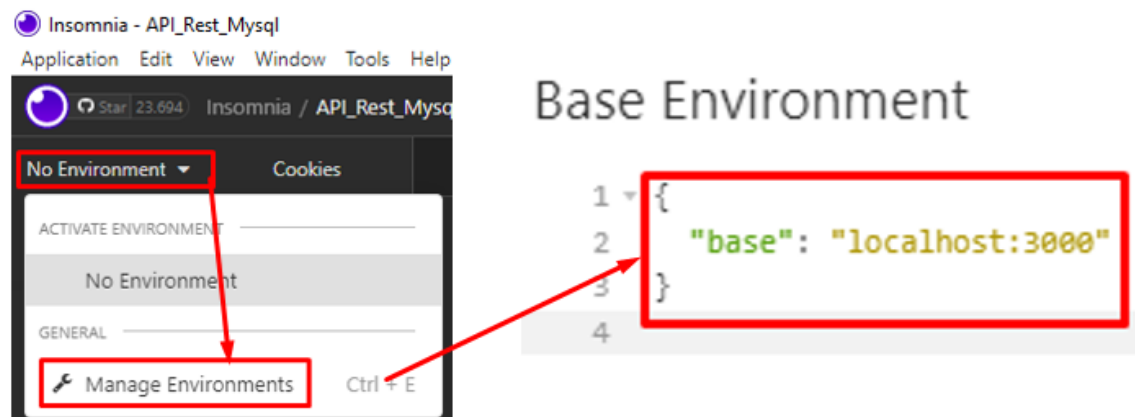 Insomnia - API_Rest_Mysql
Application Edit View Window Tools Help
Star 23.694 Insomnia / API_Rest_Mysq
No Environment Cookies
ACTIVATE ENVIRONMENT
No Environment
GENERAL
Manage Environments Ctrl + E
Base Environment
1 {
2 "base": "localhost:3000"
3 }
4